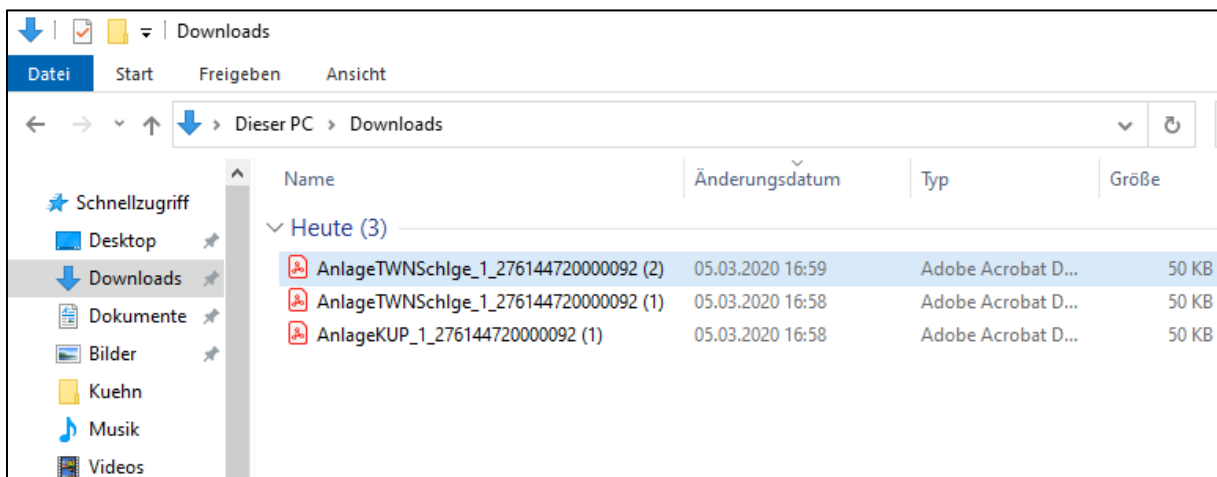 Downloads
Datei Start Freigeben Ansicht
Dieser PC > Downloads
Name Änderungsdatum Typ Größe
Schnellzugriff
Heute (3)
Desktop
AnlageTWNSchlge_1_276144720000092 (2) 05.03.2020 16:59 Adobe Acrobat D... 50 KB
Downloads
AnlageTWNSchlge_1_276144720000092 (1) 05.03.2020 16:58 Adobe Acrobat D... 50 KB
Dokumente
AnlageKUP_1_276144720000092 (1) 05.03.2020 16:58 Adobe Acrobat D... 50 KB
Bilder
Kuehn
Musik
Videos